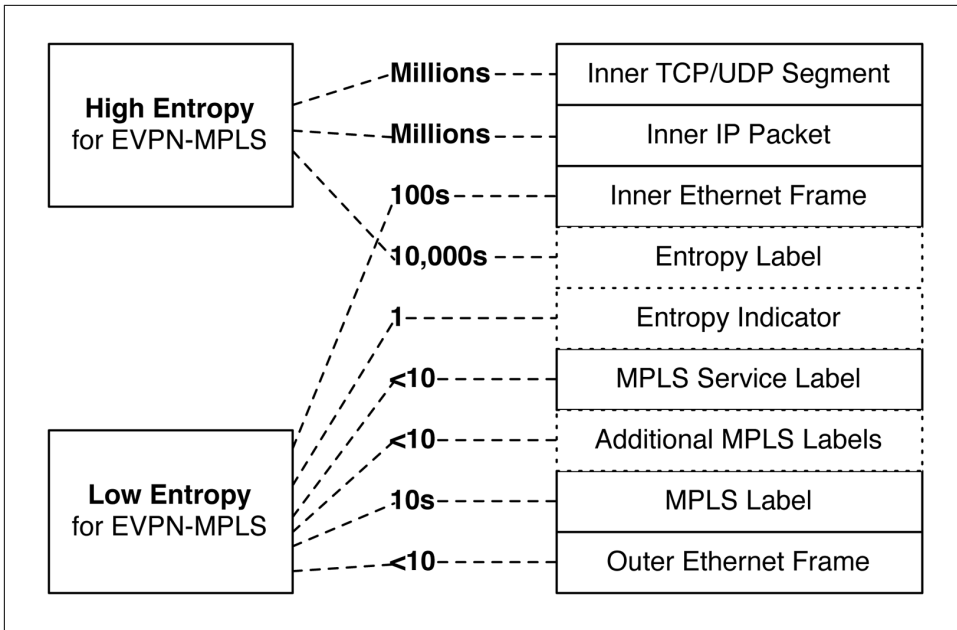 High Entropy
for EVPN-MPLS
Millions
Inner TCP/UDP Segment
Millions
Inner IP Packet
100s
Inner Ethernet Frame
10,000s
Entropy Label
1
Entropy Indicator
<10
MPLS Service Label
<10
Additional MPLS Labels
Low Entropy
for EVPN-MPLS
10s
MPLS Label
<10
Outer Ethernet Frame